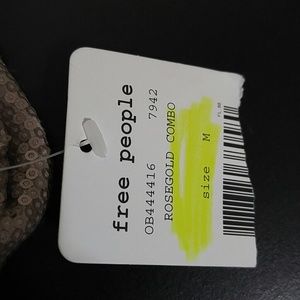 free people
OB444416 7942
ROSEGOLD COMBO
size M